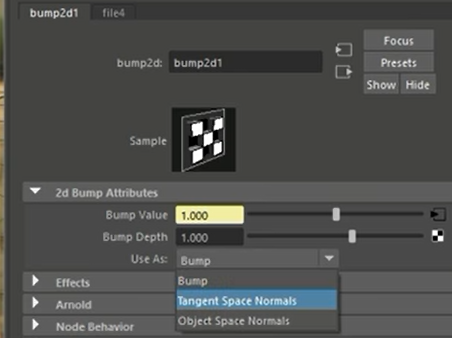 bump2d1 file4
Focus
bump2d: bump2d1
Presets
Show Hide
Sample
2d Bump Attributes
Bump Value 1.000
Bump Depth 1.000
Use As: Bump
Bump
Effects
Tangent Space Normals
Arnold
Object Space Normals
Node Behavior